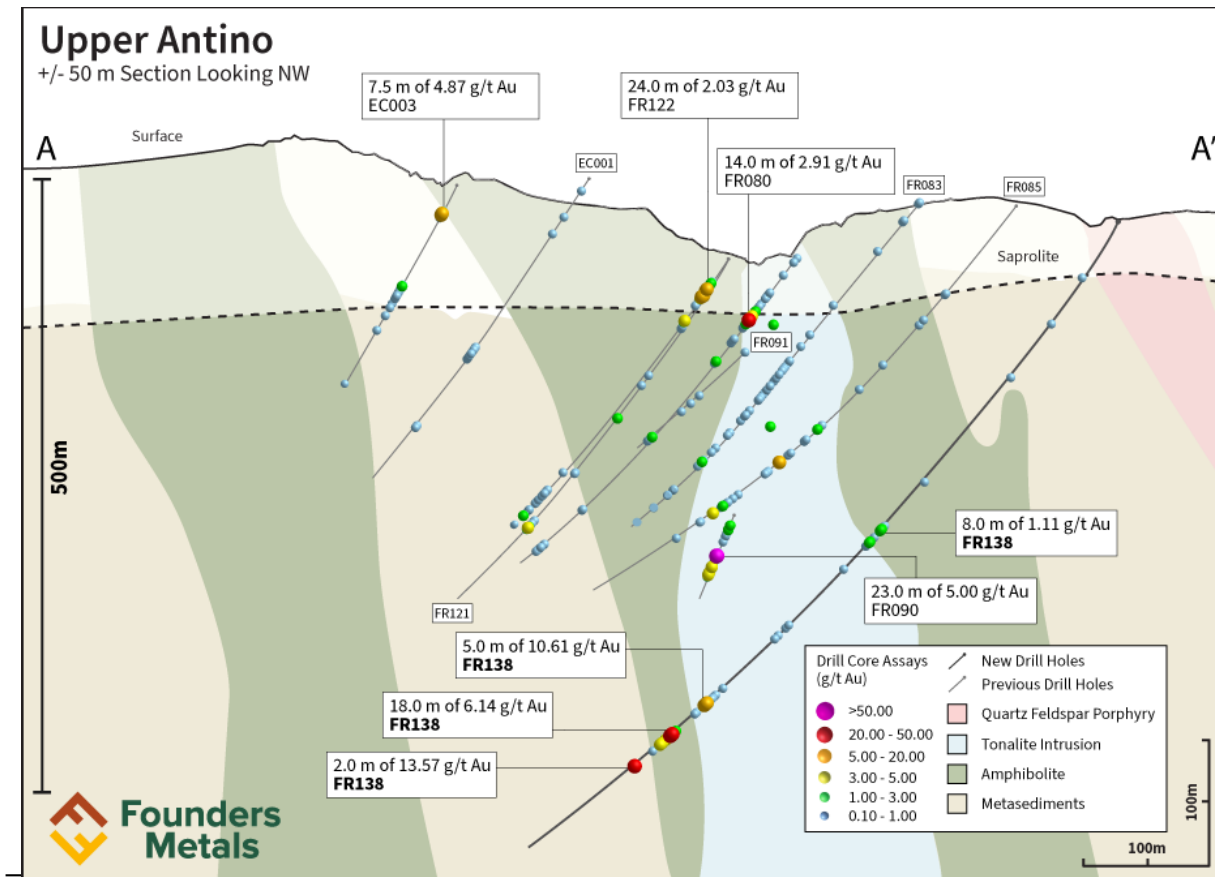 Upper Antino
+/- 50 m Section Looking NW
7.5 m of 4.87 g/t Au
EC003
24.0 m of 2.03 g/t Au
FR122
14.0 m of 2.91 g/t Au
FR080
A
Surface
EC001
FR083
FR085
A'
Saprolite
FR091
500m
8.0 m of 1.11 g/t Au
FR138
23.0 m of 5.00 g/t Au
FR090
FR121
5.0 m of 10.61 g/t Au
FR138
18.0 m of 6.14 g/t Au
FR138
2.0 m of 13.57 g/t Au
FR138
Drill Core Assays
(g/t Au)
>50.00
20.00 - 50.00
5.00 - 20.00
3.00 - 5.00
1.00 - 3.00
0.10 - 1.00
New Drill Holes
Previous Drill Holes
Quartz Feldspar Porphyry
Tonalite Intrusion
Amphibolite
Metasediments
100m
100m
Founders
Metals